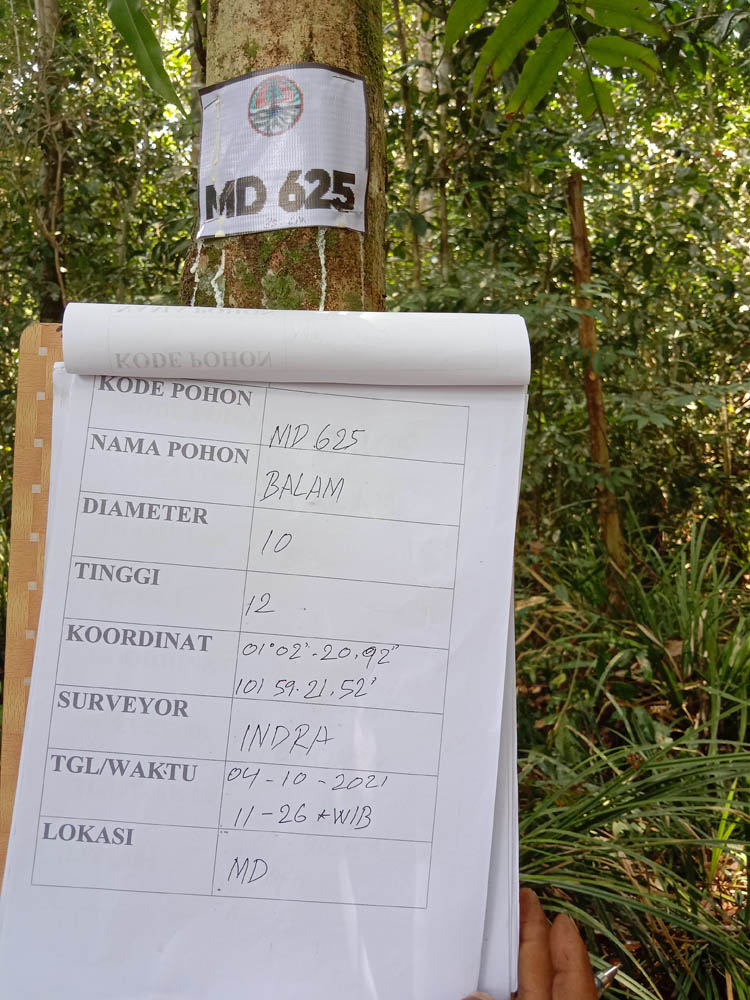 MD 625
KODE POHON
KODE POHON MD 625
NAMA POHON BALAM
DIAMETER 10
TINGGI 12
KOORDINAT 01°02'.20.92"
101 59.21.52'
SURVEYOR INDRA
TGL/WAKTU 04-10-2021
11-26 *WIB
LOKASI MD